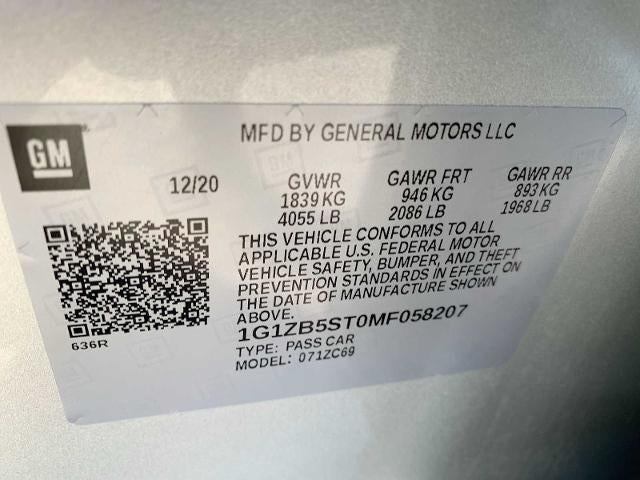 GM
MFD BY GENERAL MOTORS LLC
12/20
GVWR
1839 KG
4055 LB
GAWR FRT
946 KG
2086 LB
GAWR RR
893 KG
1968 LB
THIS VEHICLE CONFORMS TO ALL
APPLICABLE U.S. FEDERAL MOTOR
VEHICLE SAFETY, BUMPER, AND THEFT
PREVENTION STANDARDS IN EFFECT ON
THE DATE OF MANUFACTURE SHOWN
ABOVE.
1G1ZB5ST0MF058207
TYPE: PASS CAR
MODEL: 071ZC69
636R